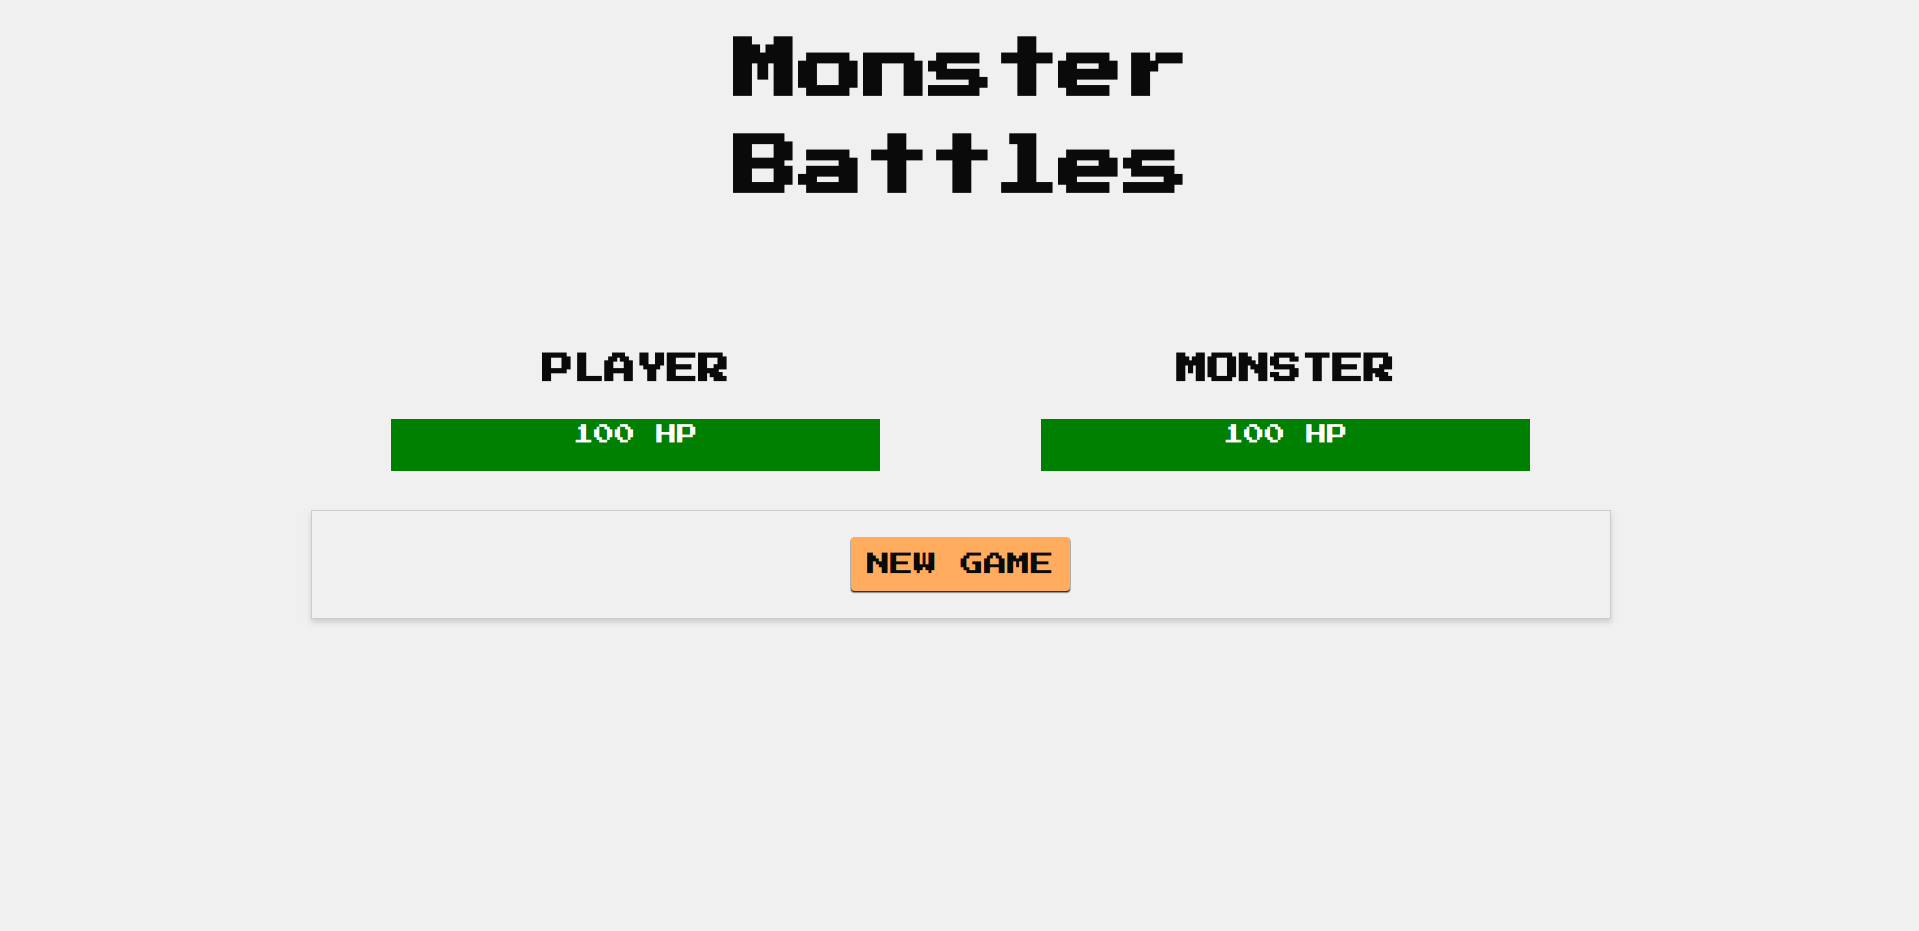 Monster
Battles
PLAYER
MONSTER
100 HP
100 HP
NEW GAME